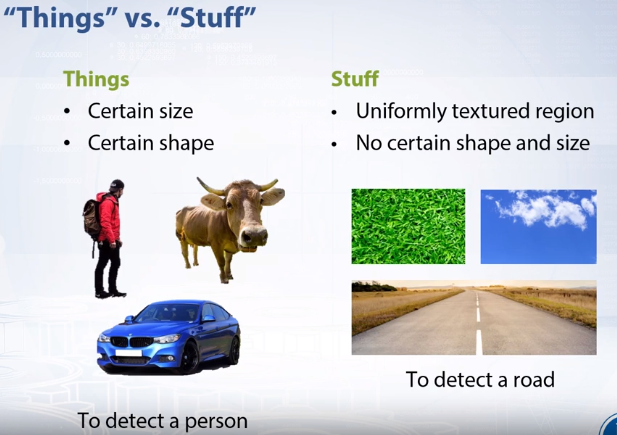 “Things” vs. “Stuff”
Things
• Certain size
• Certain shape
To detect a person
Stuff
• Uniformly textured region
• No certain shape and size
To detect a road